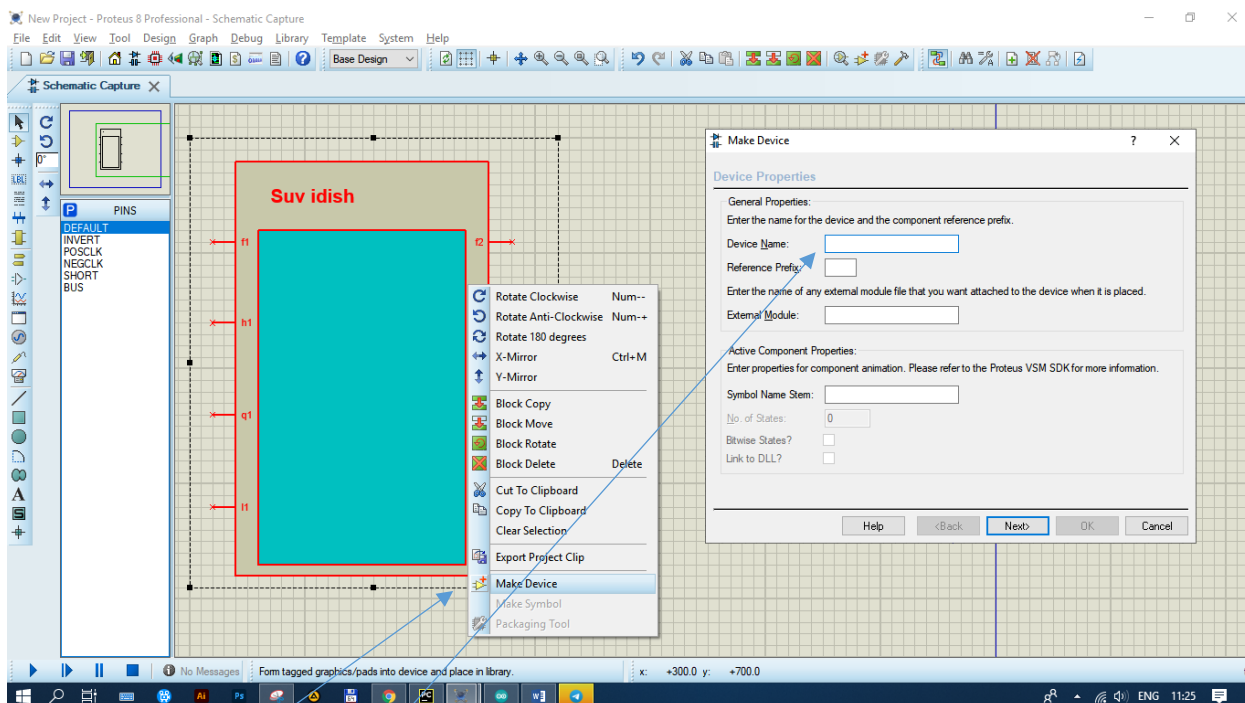 New Project - Proteus 8 Professional - Schematic Capture
File Edit View Tool Design Graph Debug Library Template System Help
Base Design
Schematic Capture
0°
LBL
P PINS
DEFAULT
INVERT
POSCLK
NEGCLK
SHORT
BUS
A
S
Suv idish
f1
f2
h1
q1
l1
Rotate Clockwise Num--
Rotate Anti-Clockwise Num-+
Rotate 180 degrees
X-Mirror Ctrl+M
Y-Mirror
Block Copy
Block Move
Block Rotate
Block Delete Delete
Cut To Clipboard
Copy To Clipboard
Clear Selection
Export Project Clip
Make Device
Make Symbol
Packaging Tool
Make Device ?
Device Properties
General Properties:
Enter the name for the device and the component reference prefix.
Device Name:
Reference Prefix:
Enter the name of any external module file that you want attached to the device when it is placed.
External Module:
Active Component Properties:
Enter properties for component animation. Please refer to the Proteus VSM SDK for more information.
Symbol Name Stem:
No. of States: 0
Bitwise States?
Link to DLL?
Help <Back Next> OK Cancel
No Messages Form tagged graphics/pads into device and place in library. x: +300.0 y: +700.0
Ai Ps PC W ENG 11:25